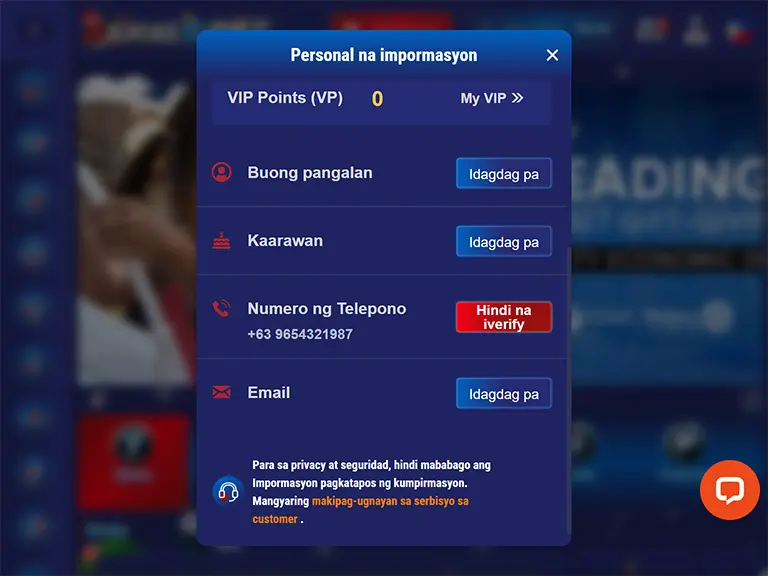 Personal na impormasyon
VIP Points (VP) 0 My VIP
Buong pangalan Idagdag pa
Kaarawan Idagdag pa
Numero ng Telepono
+63 9654321987
Hindi na
iverify
Email Idagdag pa
Para sa privacy at seguridad, hindi mababago ang
Impormasyon pagkatapos ng kumpirmasyon.
Mangyaring makipag-ugnayan sa serbisyo sa
customer .
EADING